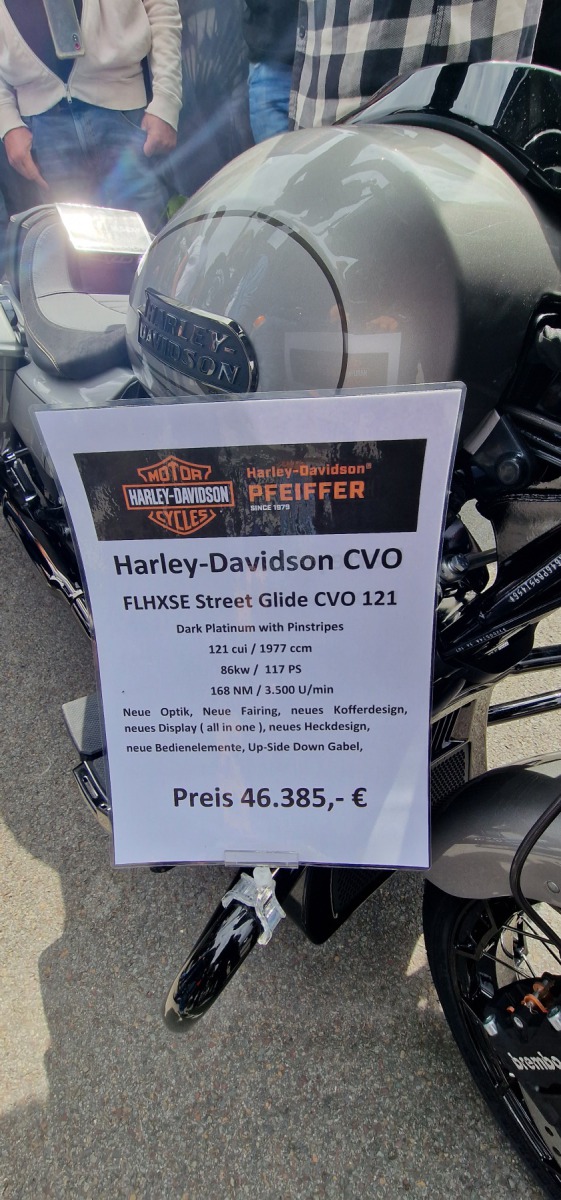 HARLEY-
DAVIDSON
MOTOR
HARLEY-DAVIDSON
CYCLES
Harley-Davidson®
PFEIFFER
SINCE 1979
Harley-Davidson CVO
FLHXSE Street Glide CVO 121
Dark Platinum with Pinstripes
121 cui / 1977 ccm
86kw / 117 PS
168 NM / 3.500 U/min
Neue Optik, Neue Fairing, neues Kofferdesign,
neues Display ( all in one ), neues Heckdesign,
neue Bedienelemente, Up-Side Down Gabel,
Preis 46.385,- €
brembo